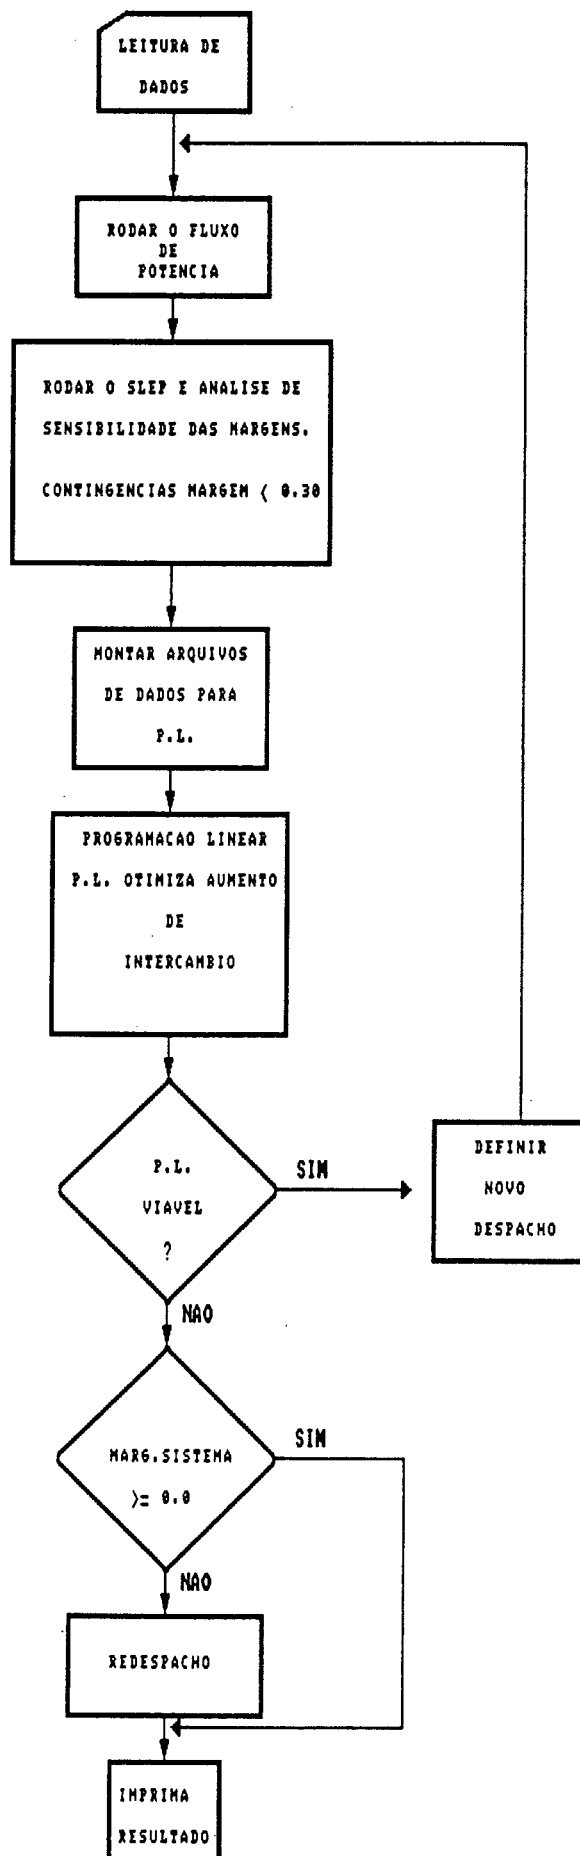 LEITURA DE
DADOS
RODAR O FLUXO
DE
POTENCIA
RODAR O SLEP E ANALISE DE
SENSIBILIDADE DAS MARGENS.
CONTINGENCIAS MARGEM < 0.30
MONTAR ARQUIVOS
DE DADOS PARA
P.L.
PROGRAMACAO LINEAR
P.L. OTIMIZA AUMENTO
DE
INTERCAMBIO
P.L.
VIAVEL
?
SIM
DEFINIR
NOVO
DESPACHO
NAO
MARG.SISTEMA
>= 0.0
SIM
NAO
REDESPACHO
IMPRIMA
RESULTADO